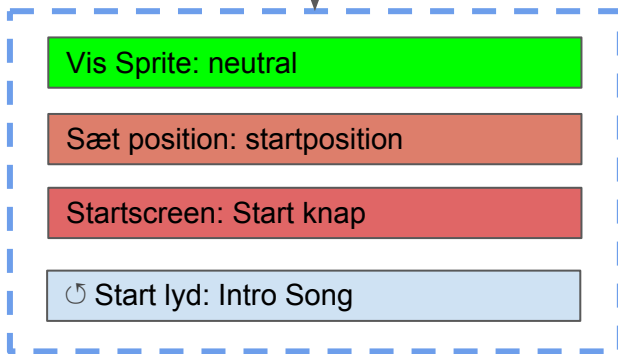 Vis Sprite: neutral
Sæt position: startposition
Startscreen: Start knap
↺ Start lyd: Intro Song